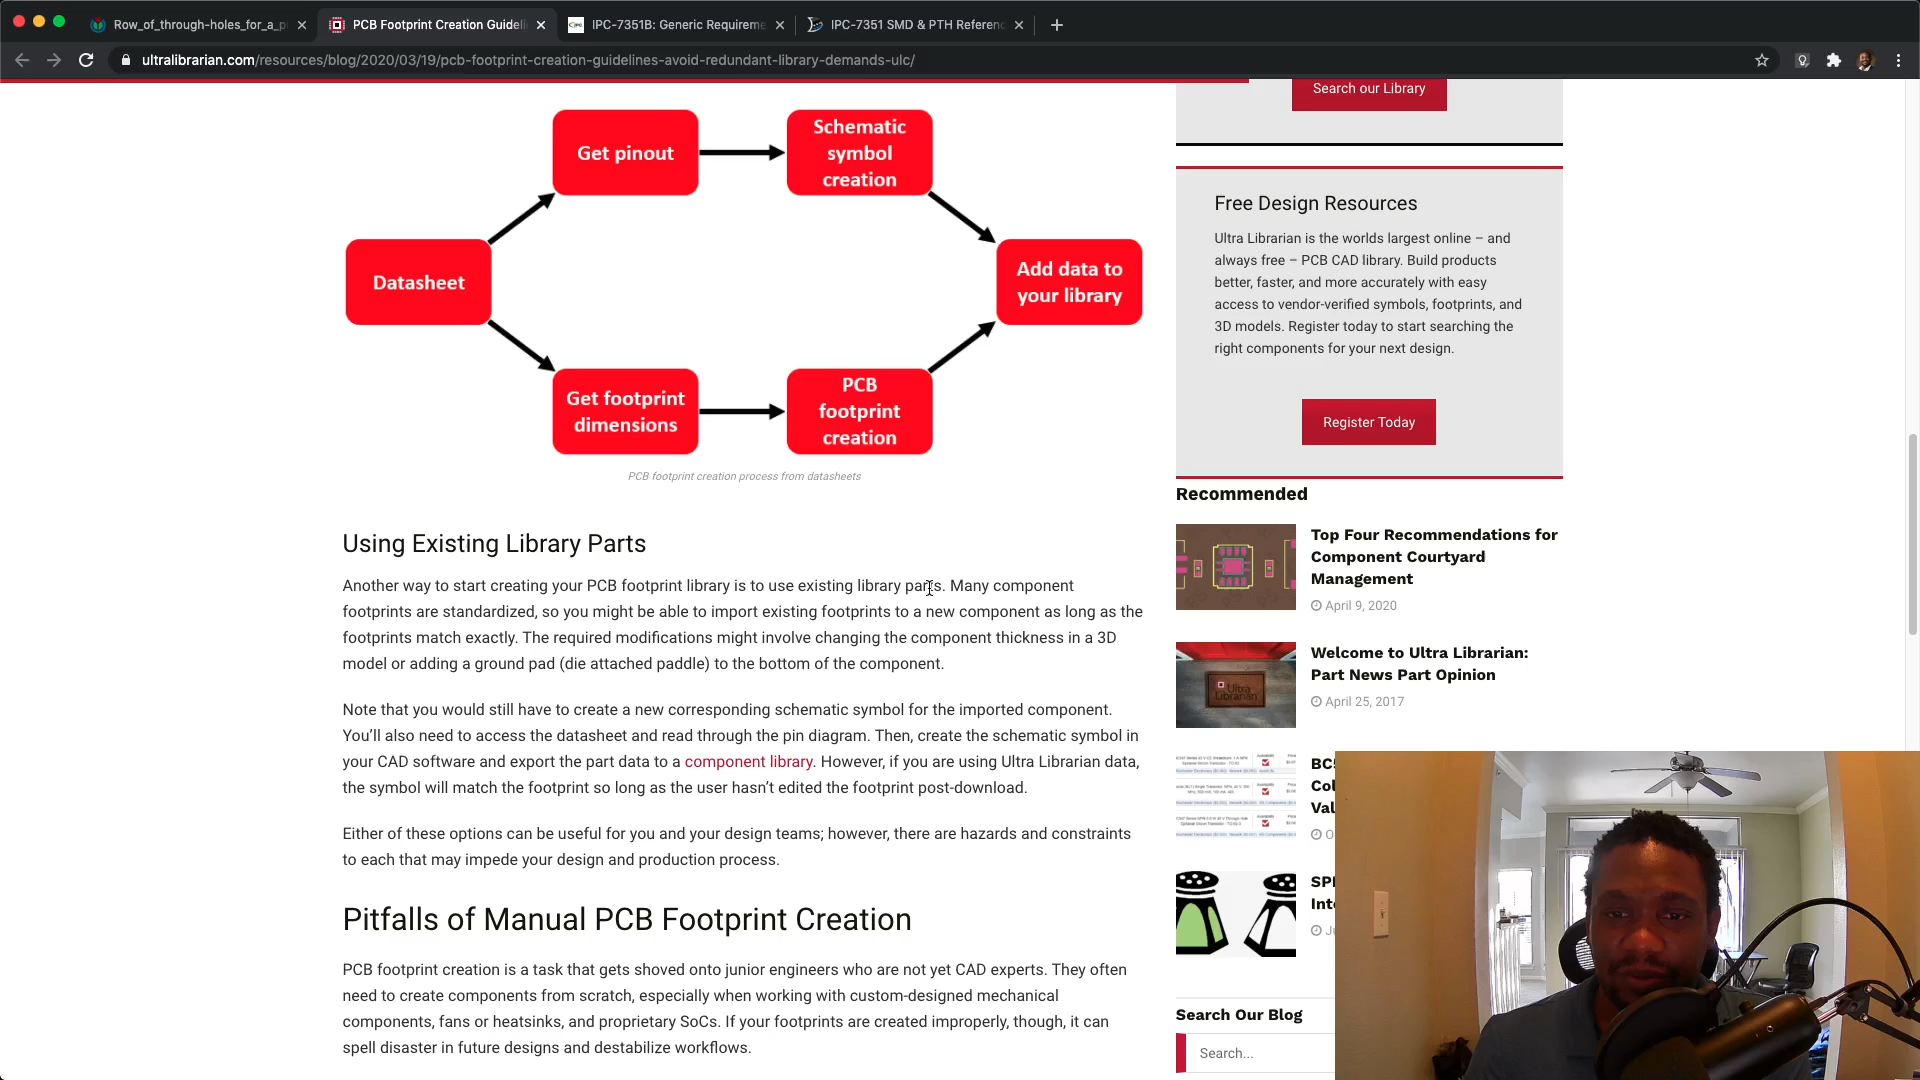 Row_of_through-holes_for_a_p
PCB Footprint Creation Guideli
IPC-7351B: Generic Requireme
IPC-7351 SMD & PTH Referenc
ultralibrarian.com/resources/blog/2020/03/19/pcb-footprint-creation-guidelines-avoid-redundant-library-demands-ulc/
Get pinout
Schematic
symbol
creation
Datasheet
Add data to
your library
Get footprint
dimensions
PCB
footprint
creation
PCB footprint creation process from datasheets
Using Existing Library Parts
Another way to start creating your PCB footprint library is to use existing library parts. Many component
footprints are standardized, so you might be able to import existing footprints to a new component as long as the
footprints match exactly. The required modifications might involve changing the component thickness in a 3D
model or adding a ground pad (die attached paddle) to the bottom of the component.
Note that you would still have to create a new corresponding schematic symbol for the imported component.
You’ll also need to access the datasheet and read through the pin diagram. Then, create the schematic symbol in
your CAD software and export the part data to a component library. However, if you are using Ultra Librarian data,
the symbol will match the footprint so long as the user hasn’t edited the footprint post-download.
Either of these options can be useful for you and your design teams; however, there are hazards and constraints
to each that may impede your design and production process.
Pitfalls of Manual PCB Footprint Creation
PCB footprint creation is a task that gets shoved onto junior engineers who are not yet CAD experts. They often
need to create components from scratch, especially when working with custom-designed mechanical
components, fans or heatsinks, and proprietary SoCs. If your footprints are created improperly, though, it can
spell disaster in future designs and destabilize workflows.
Search our Library
Free Design Resources
Ultra Librarian is the worlds largest online – and
always free – PCB CAD library. Build products
better, faster, and more accurately with easy
access to vendor-verified symbols, footprints, and
3D models. Register today to start searching the
right components for your next design.
Register Today
Recommended
Top Four Recommendations for
Component Courtyard
Management
April 9, 2020
Ultra
Librarian
Welcome to Ultra Librarian:
Part News Part Opinion
April 25, 2017
Col
Val
Search Our Blog
Search...